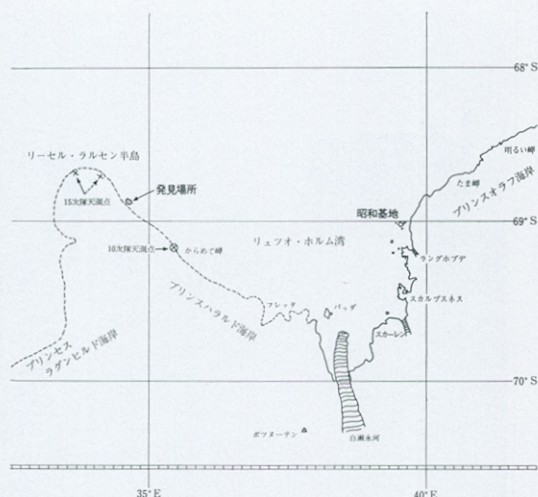 68° S
明るい岬
リーセル・ラルセン半島
たま岬
発見場所
プリンスオラフ海岸
15次隊天測点
昭和基地
69° S
リュツオ・ホルム湾
10次隊天測点
からめて岬
ラングホブデ
スカルブスネス
プリンスハラルド海岸
フレッタ
パッダ
スカーレン
プリンセス
ラグンヒルド海岸
70° S
ボツヌーテン
白瀬氷河
35° E
40° E